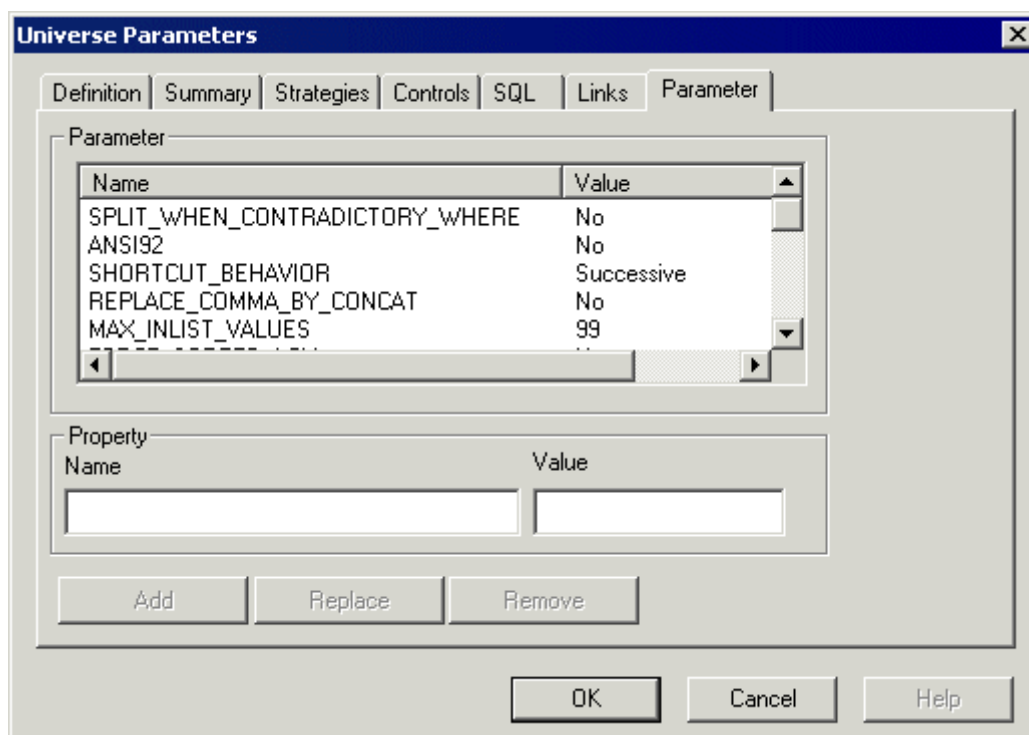 Universe Parameters
Definition Summary Strategies Controls SQL Links Parameter
Parameter
Name Value
SPLIT_WHEN_CONTRADICTORY_WHERE No
ANSI92 No
SHORTCUT_BEHAVIOR Successive
REPLACE_COMMA_BY_CONCAT No
MAX_INLIST_VALUES 99
Property
Name Value
Add Replace Remove
OK Cancel Help